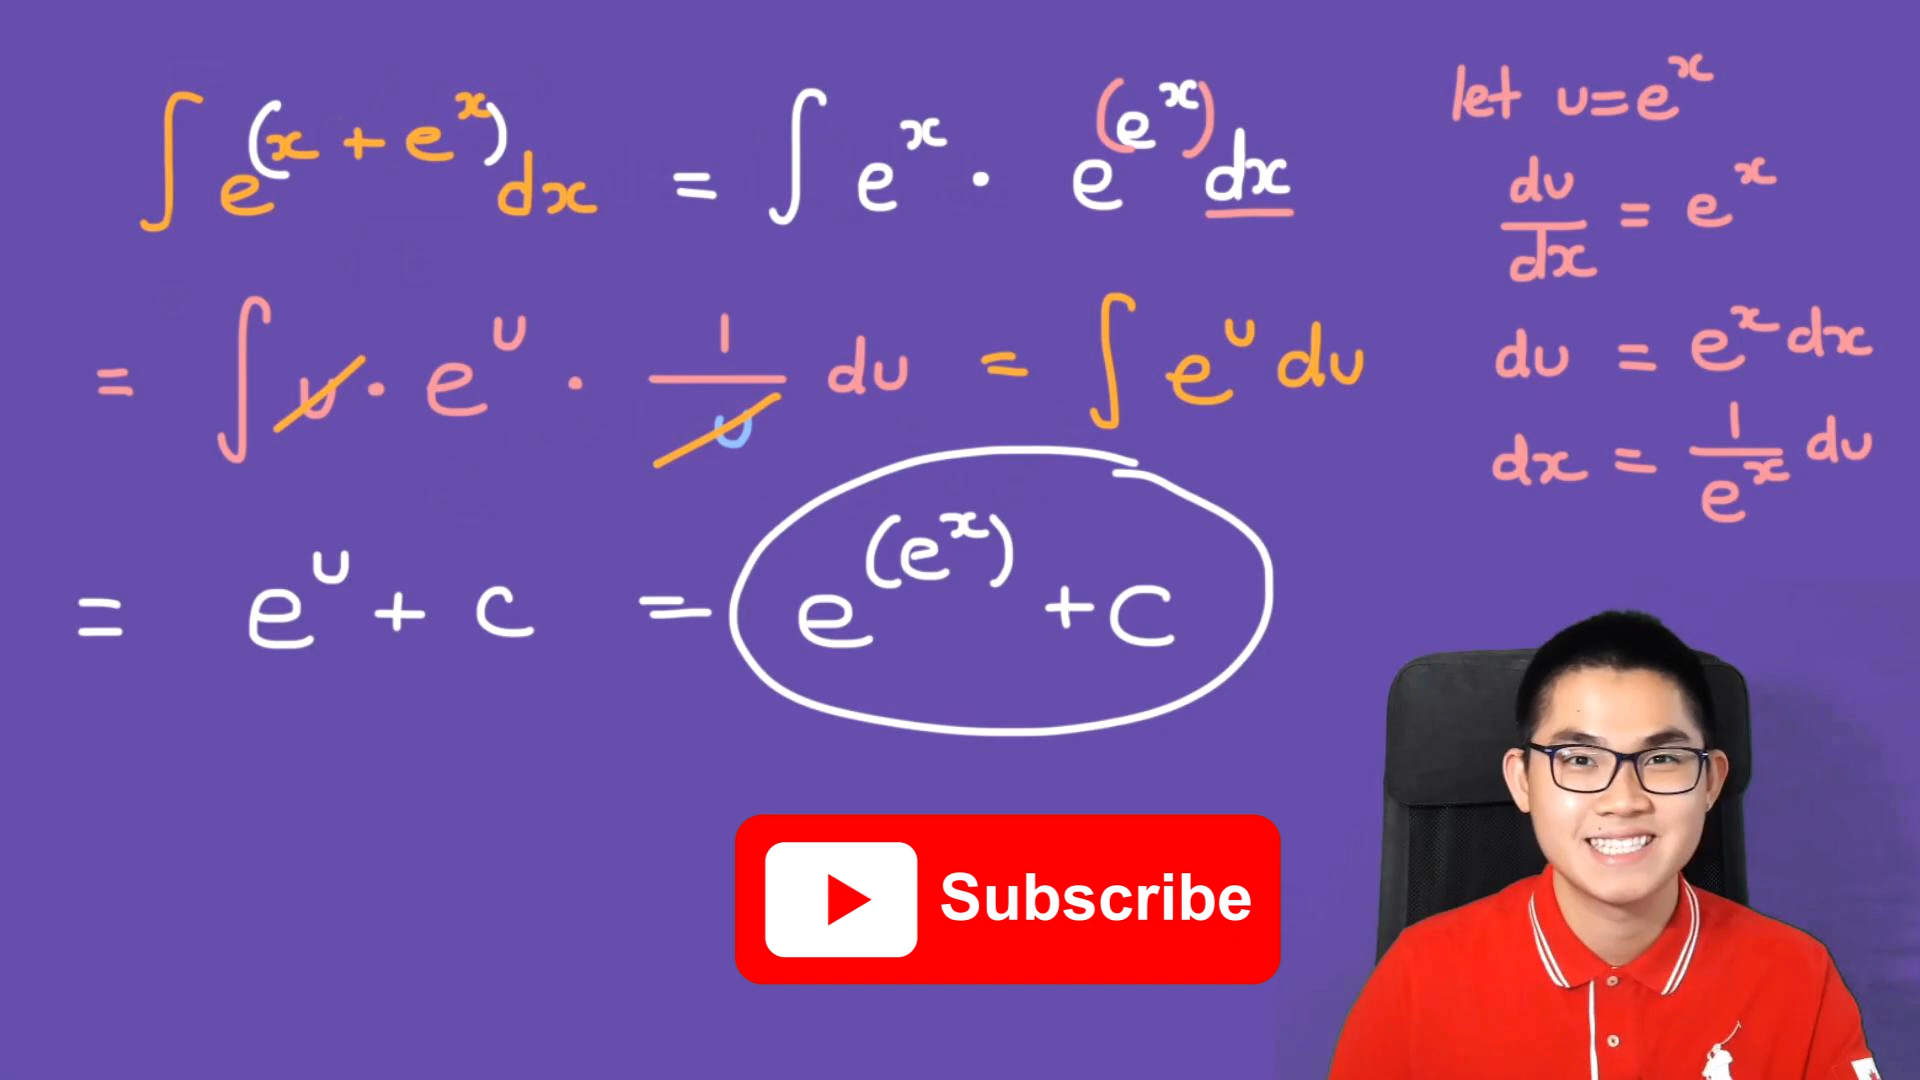 ∫ e^(x + e^x) dx = ∫ e^x · e^(e^x) dx
= ∫ u · e^u · 1/u du = ∫ e^u du
= e^u + c = e^(e^x) + C
let u = e^x
du/dx = e^x
du = e^x dx
dx = 1/e^x du
Subscribe